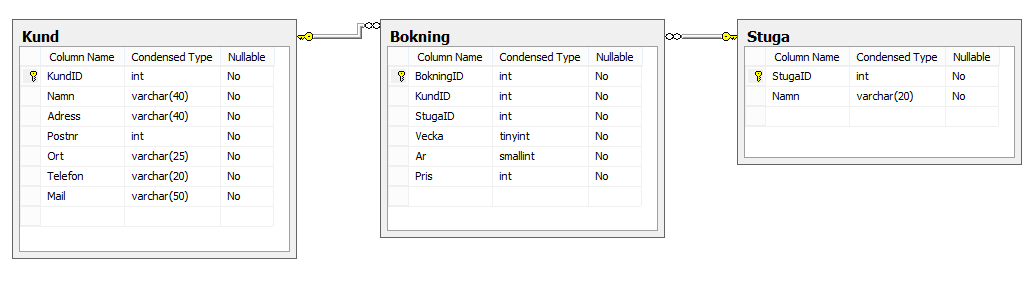 Kund
Column Name Condensed Type Nullable
KundID int No
Namn varchar(40) No
Adress varchar(40) No
Postnr int No
Ort varchar(25) No
Telefon varchar(20) No
Mail varchar(50) No
Bokning
Column Name Condensed Type Nullable
BokningID int No
KundID int No
StugaID int No
Vecka tinyint No
Ar smallint No
Pris int No
Stuga
Column Name Condensed Type Nullable
StugaID int No
Namn varchar(20) No